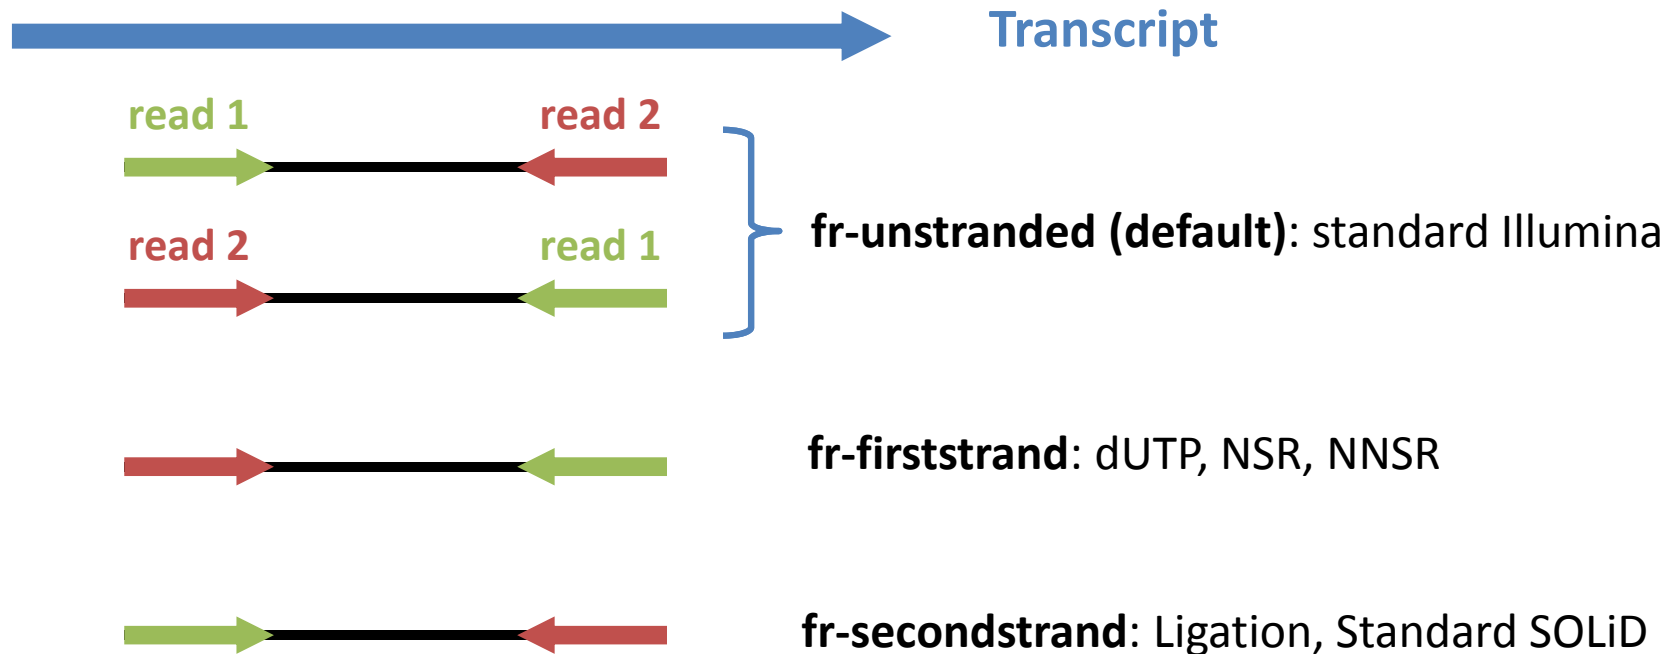 Transcript
read 1 read 2
fr-unstranded (default): standard Illumina
read 2 read 1
fr-firststrand: dUTP, NSR, NNSR
fr-secondstrand: Ligation, Standard SOLiD